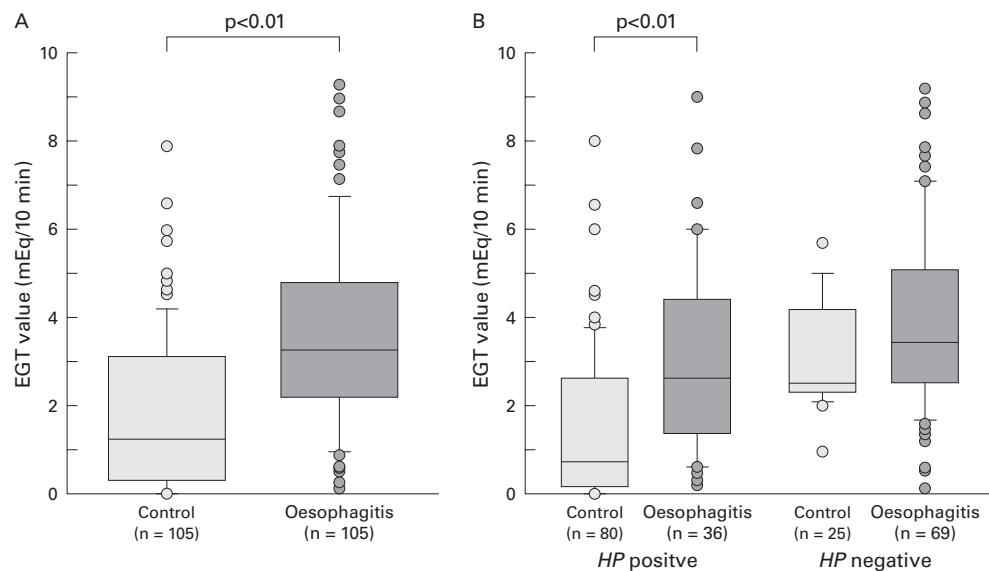 A
p<0.01
EGT value (mEq/10 min)
10
8
6
4
2
0
Control
(n = 105)
Oesophagitis
(n = 105)
B
p<0.01
EGT value (mEq/10 min)
10
8
6
4
2
0
Control
(n = 80)
Oesophagitis
(n = 36)
Control
(n = 25)
Oesophagitis
(n = 69)
HP positve
HP negative